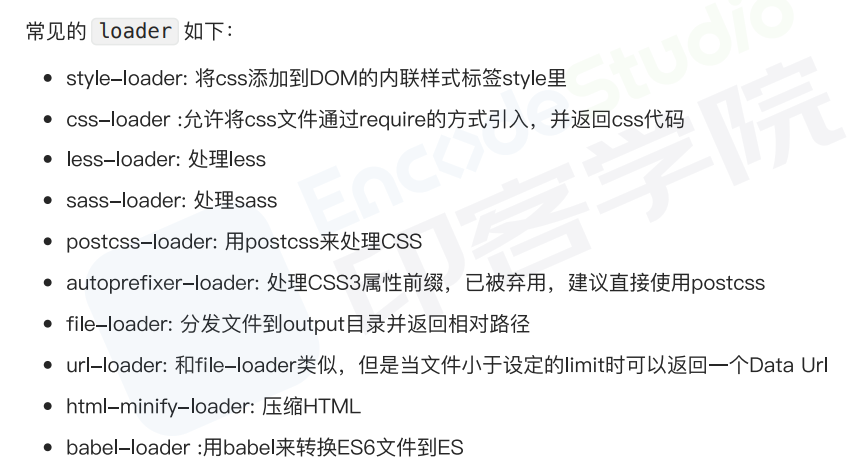 常见的 loader 如下：
• style-loader: 将css添加到DOM的内联样式标签style里
• css-loader :允许将css文件通过require的方式引入，并返回css代码
• less-loader: 处理less
• sass-loader: 处理sass
• postcss-loader: 用postcss来处理CSS
• autoprefixer-loader: 处理CSS3属性前缀，已被弃用，建议直接使用postcss
• file-loader: 分发文件到output目录并返回相对路径
• url-loader: 和file-loader类似，但是当文件小于设定的limit时可以返回一个Data Url
• html-minify-loader: 压缩HTML
• babel-loader :用babel来转换ES6文件到ES
EncodeStudio
印客学院